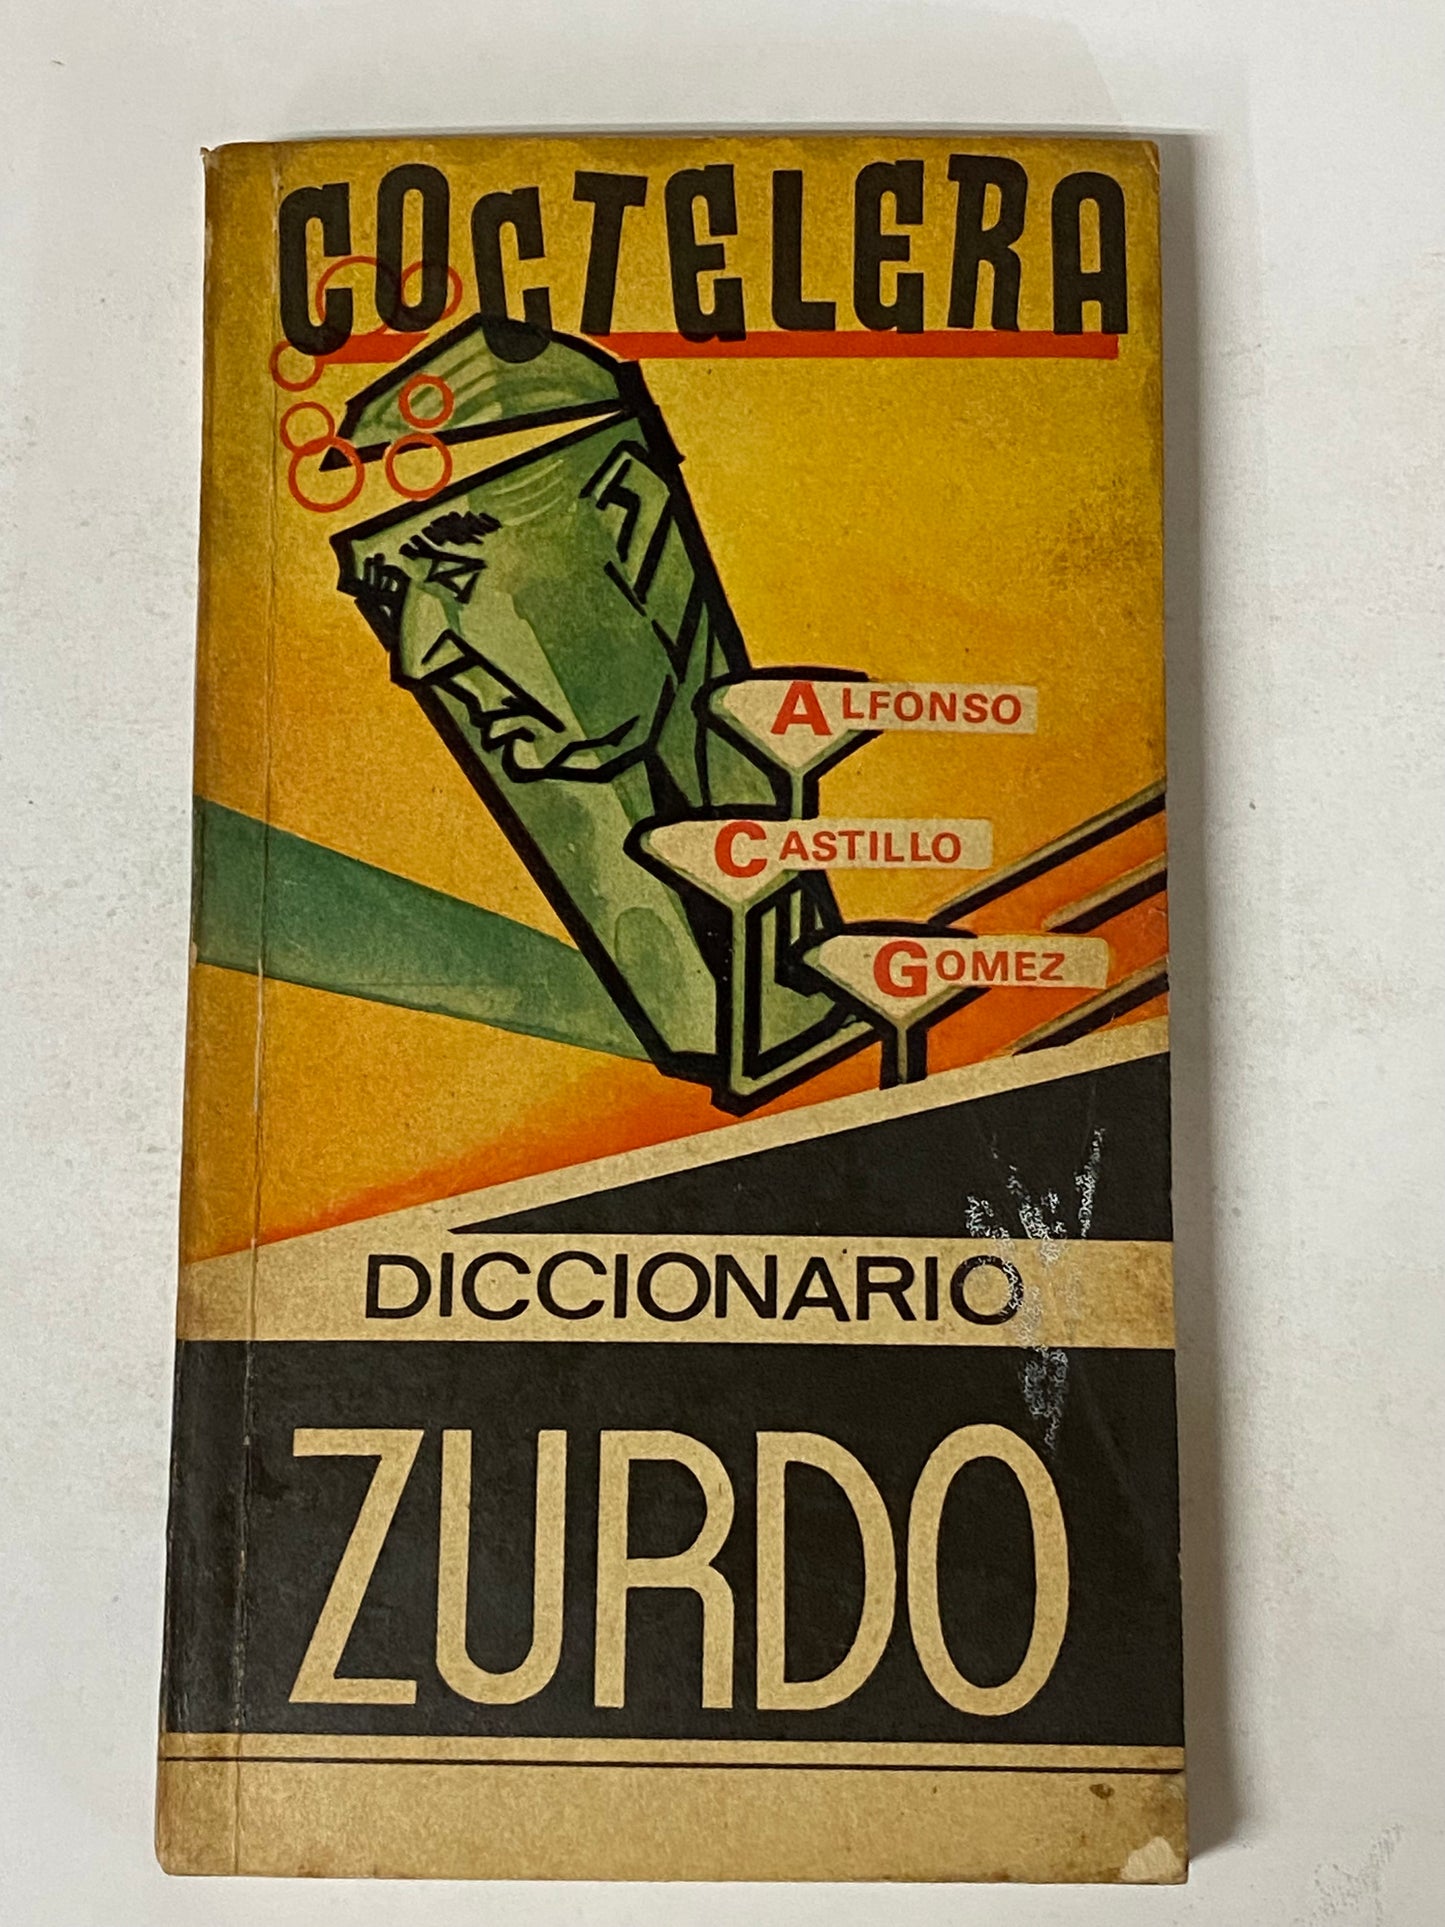 COCTELERA
ALFONSO
CASTILLO
GOMEZ
DICCIONARIO
ZURDO